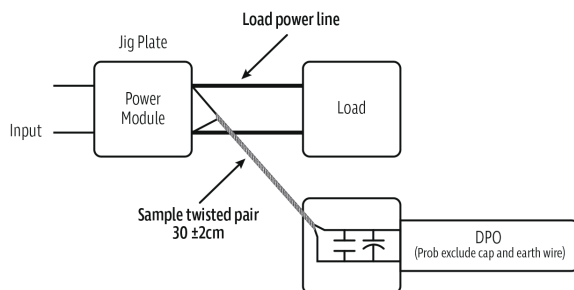 Load power line
Jig Plate
Power
Module
Load
Input
Sample twisted pair
30 ±2cm
DPO
(Prob exclude cap and earth wire)